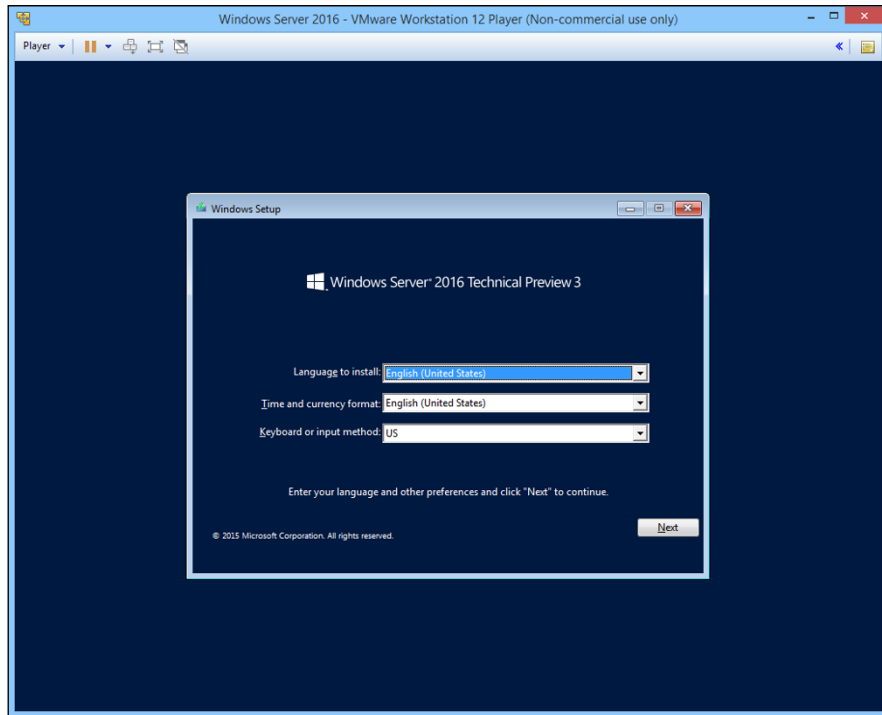 Windows Server 2016 - VMware Workstation 12 Player (Non-commercial use only)
Player
Windows Setup
Windows Server® 2016 Technical Preview 3
Language to install: English (United States)
Time and currency format: English (United States)
Keyboard or input method: US
Enter your language and other preferences and click "Next" to continue.
Next
© 2015 Microsoft Corporation. All rights reserved.